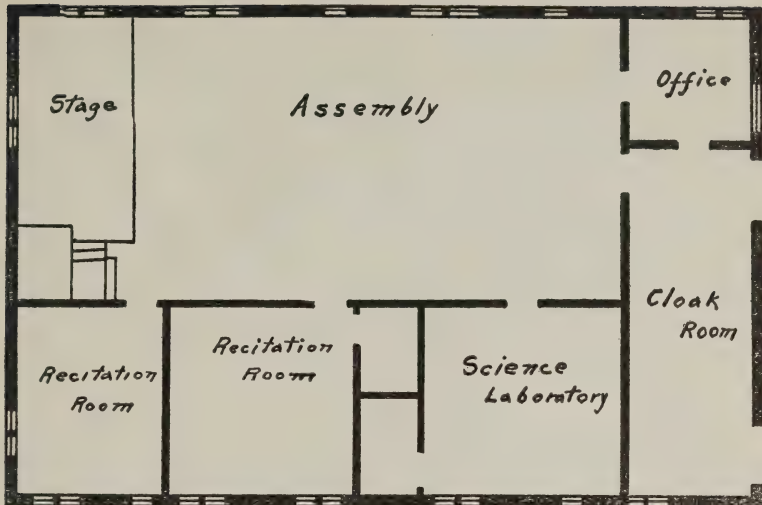 Stage
Assembly
Office
Cloak
Room
Recitation
Room
Recitation
Room
Science
Laboratory